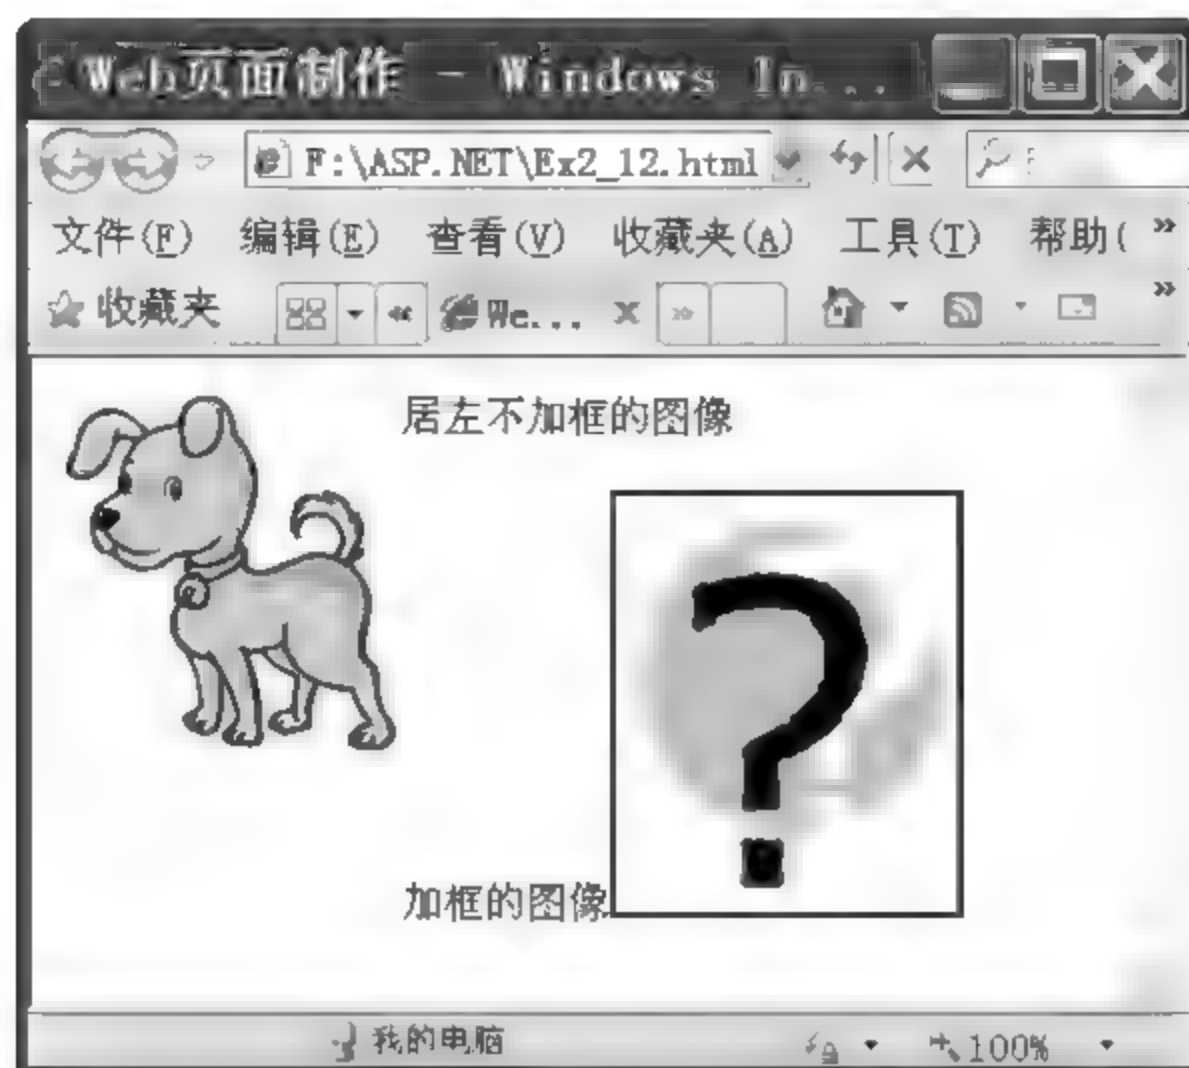 Web页面制作 - Windows In...
F:\ASP.NET\Ex2_12.html
文件(F) 编辑(E) 查看(V) 收藏夹(A) 工具(T) 帮助( »
收藏夹 We... »
居左不加框的图像
?
加框的图像
我的电脑 100%